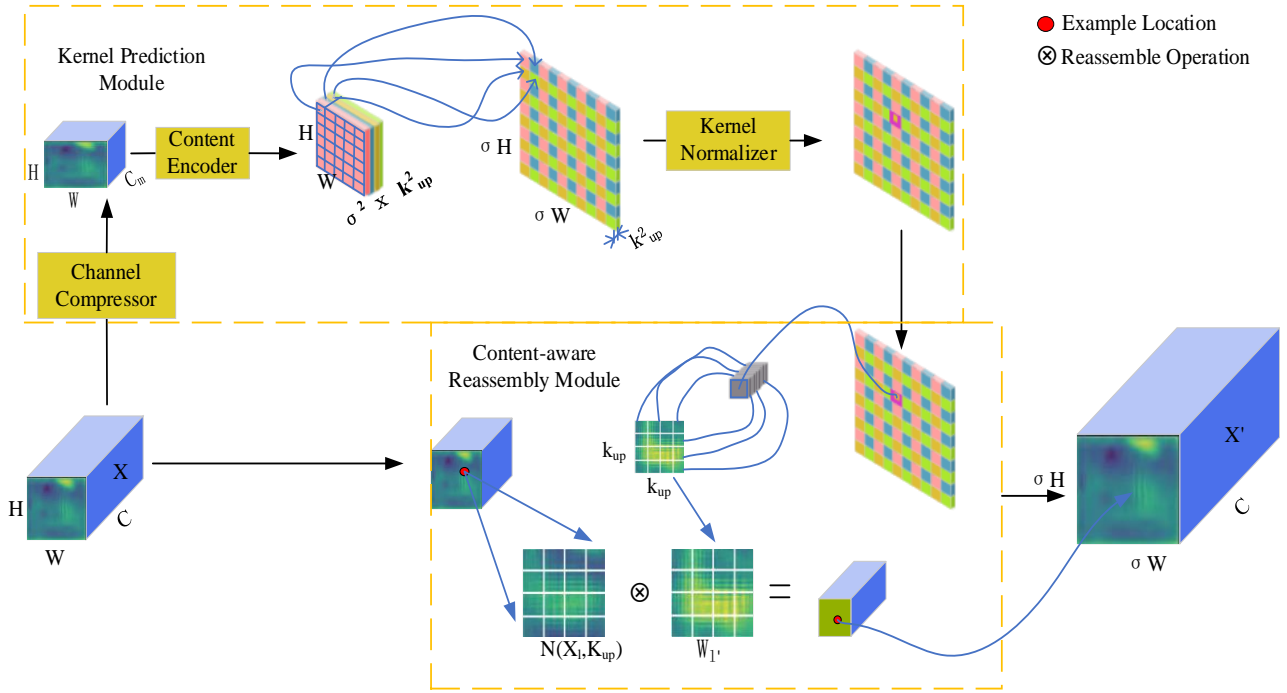 Example Location
Reassemble Operation
Kernel Prediction
Module
Content
Encoder
Kernel
Normalizer
H
W
Cm
H
W
σ² x k²up
σ H
σ W
k²up
Channel
Compressor
Content-aware
Reassembly Module
kup
kup
X
H
W
C
N(Xl,Kup)
⊗
Wl'
=
X'
σ H
σ W
C